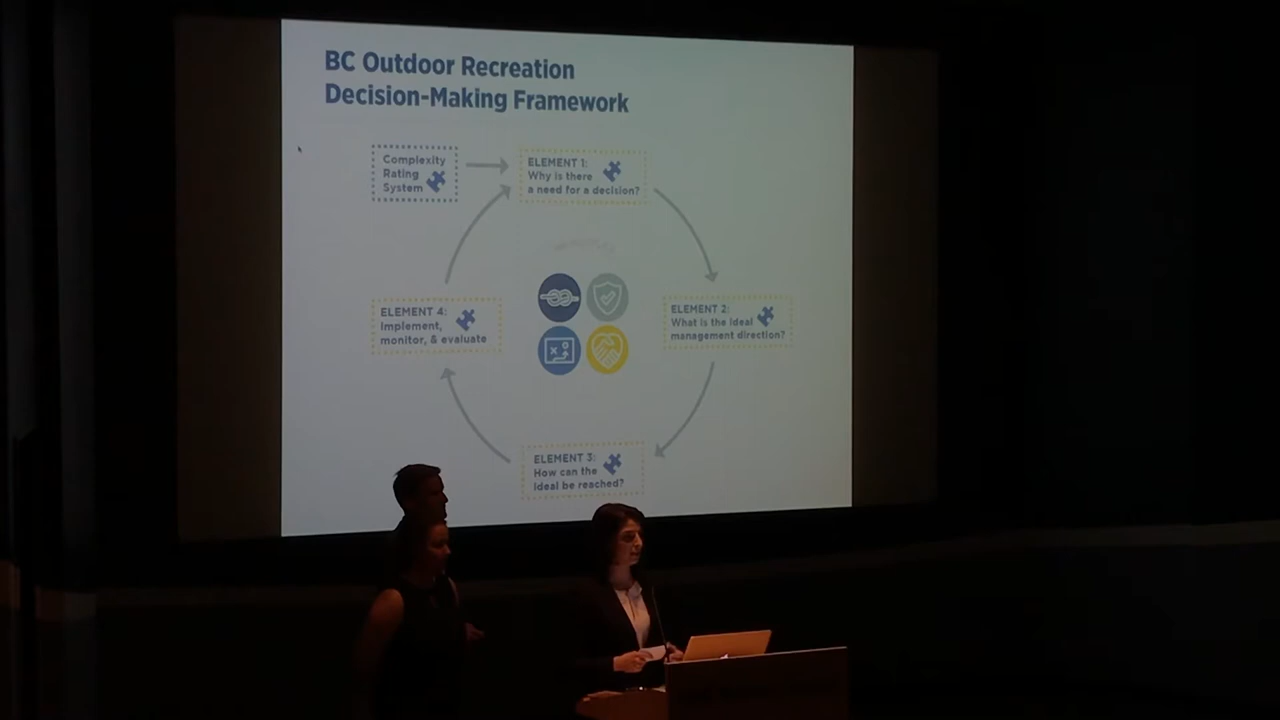 BC Outdoor Recreation
Decision-Making Framework
Complexity
Rating
System
ELEMENT 1:
Why is there
a need for a decision?
ELEMENT 4:
Implement,
monitor, & evaluate
ELEMENT 2:
What is the ideal
management direction?
ELEMENT 3:
How can the
ideal be reached?